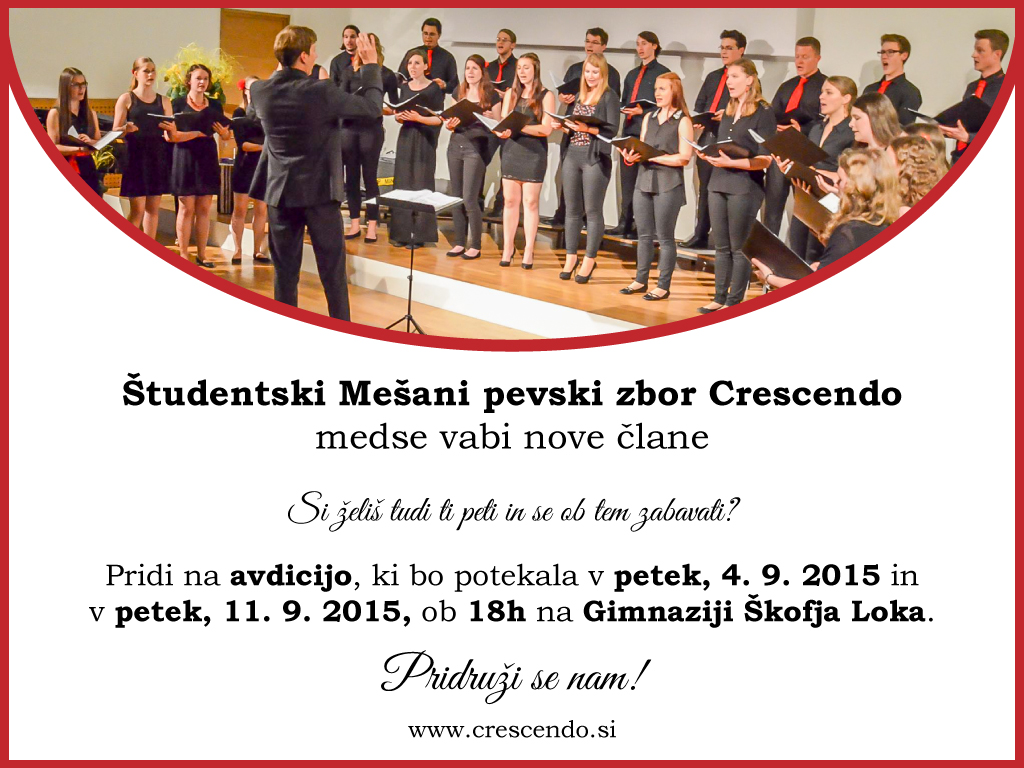 Študentski Mešani pevski zbor Crescendo
medse vabi nove člane
Si želiš tudi ti peti in se ob tem zabavati?
Pridi na avdicijo, ki bo potekala v petek, 4. 9. 2015 in
v petek, 11. 9. 2015, ob 18h na Gimnaziji Škofja Loka.
Pridruži se nam!
www.crescendo.si